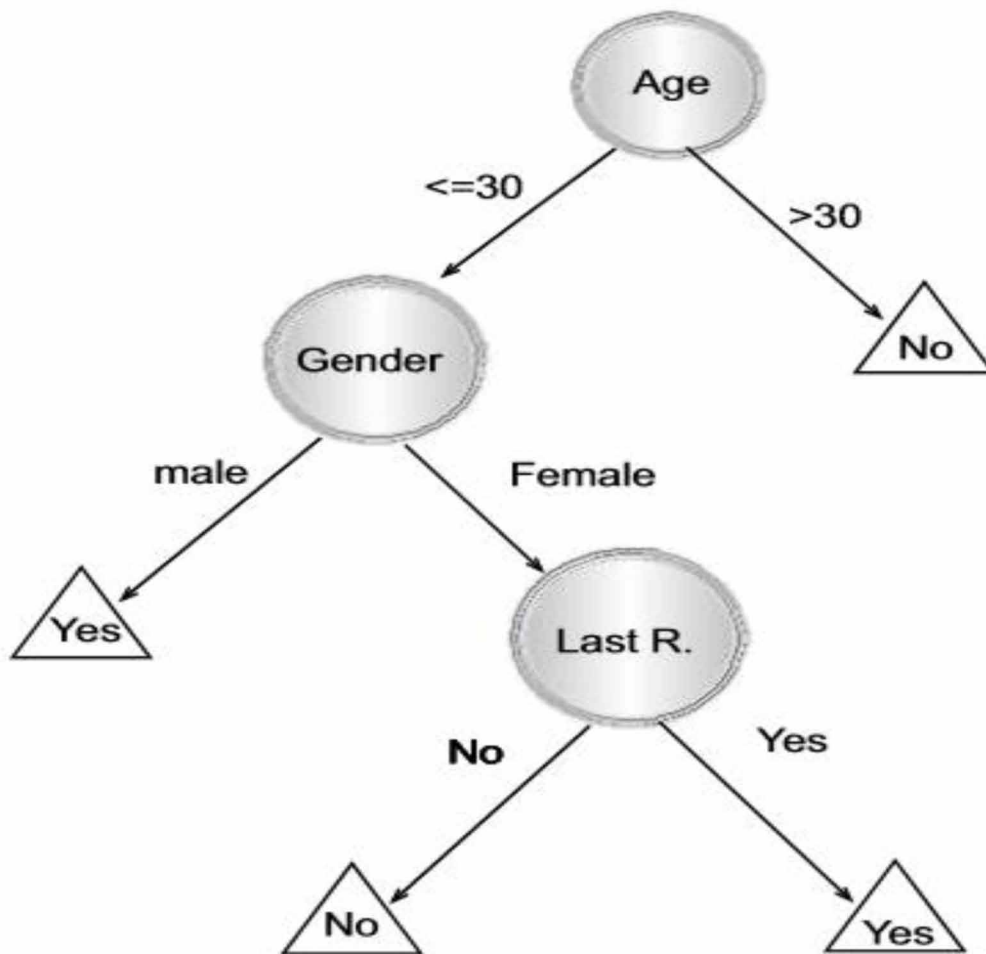 Age
<=30
>30
Gender
No
male
Female
Yes
Last R.
No
Yes
No
Yes